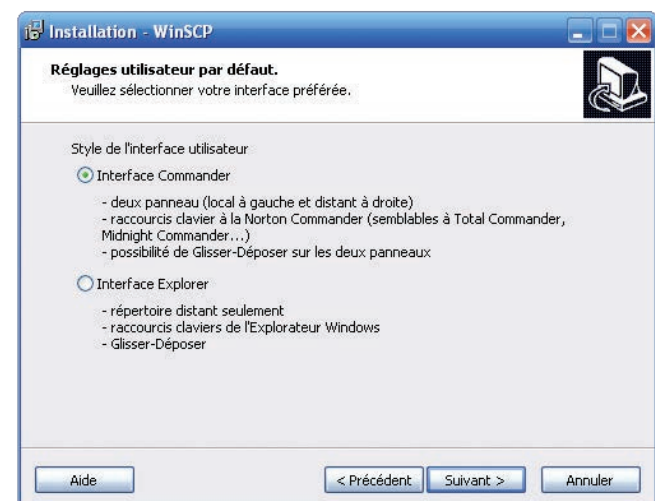 Installation - WinSCP
Réglages utilisateur par défaut.
Veuillez sélectionner votre interface préférée.
Style de l'interface utilisateur
Interface Commander
- deux panneau (local à gauche et distant à droite)
- raccourcis clavier à la Norton Commander (semblables à Total Commander,
Midnight Commander...)
- possibilité de Glisser-Déposer sur les deux panneaux
Interface Explorer
- répertoire distant seulement
- raccourcis claviers de l'Explorateur Windows
- Glisser-Déposer
Aide
< Précédent
Suivant >
Annuler